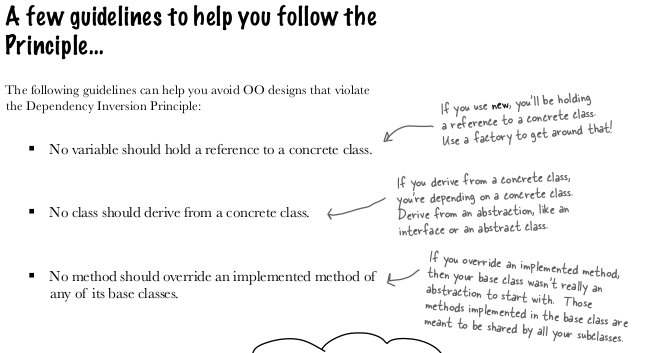 A few guidelines to help you follow the
Principle...
The following guidelines can help you avoid OO designs that violate
the Dependency Inversion Principle:
▪ No variable should hold a reference to a concrete class.
If you use new, you'll be holding
a reference to a concrete class.
Use a factory to get around that!
▪ No class should derive from a concrete class.
If you derive from a concrete class,
you're depending on a concrete class.
Derive from an abstraction, like an
interface or an abstract class.
▪ No method should override an implemented method of
any of its base classes.
If you override an implemented method,
then your base class wasn't really an
abstraction to start with. Those
methods implemented in the base class are
meant to be shared by all your subclasses.